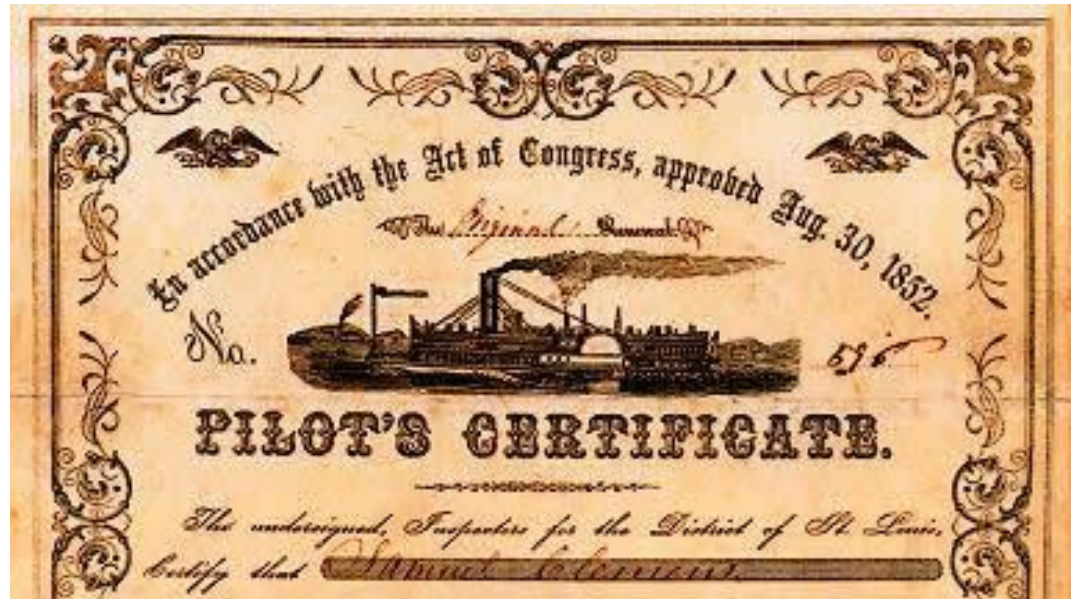 In accordance with the Act of Congress, approved Aug. 30, 1852.
The Original Renewal
No.
PILOT'S CERTIFICATE.
The undersigned, Inspectors for the District of St. Louis,
Certify that Samuel Clemens